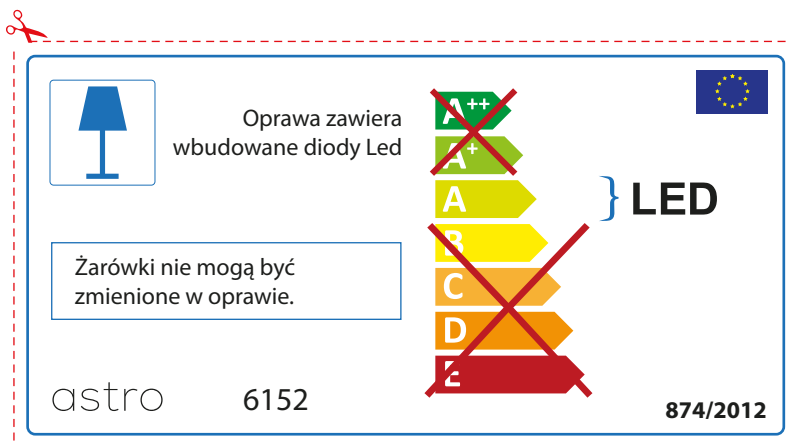 Oprawa zawiera
wbudowane diody Led
A++
A+
A
B
C
D
E
LED
Żarówki nie mogą być
zmienione w oprawie.
astro 6152
874/2012